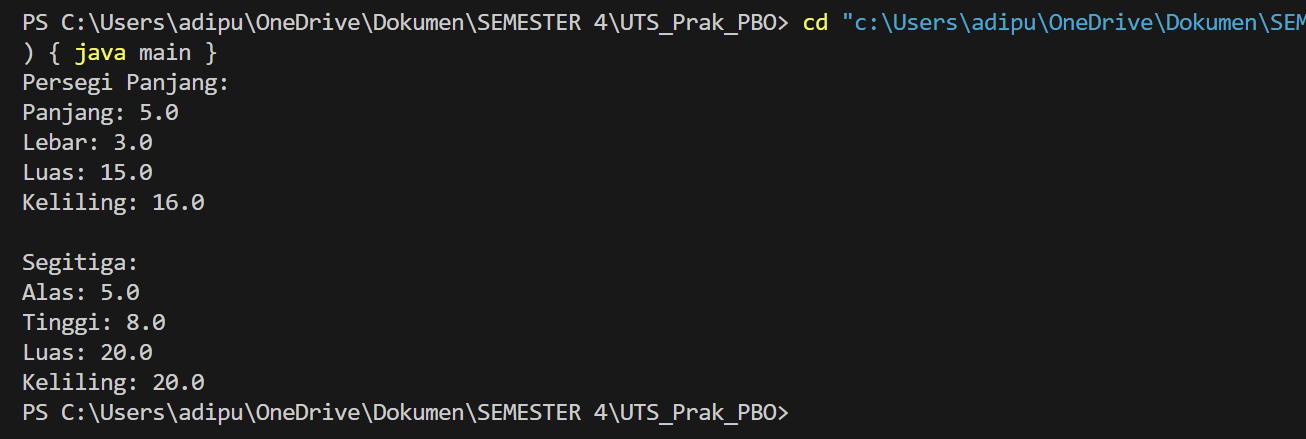 PS C:\Users\adipu\OneDrive\Dokumen\SEMESTER 4\UTS_Prak_PBO> cd "c:\Users\adipu\OneDrive\Dokumen\SEM
) { java main }
Persegi Panjang:
Panjang: 5.0
Lebar: 3.0
Luas: 15.0
Keliling: 16.0

Segitiga:
Alas: 5.0
Tinggi: 8.0
Luas: 20.0
Keliling: 20.0
PS C:\Users\adipu\OneDrive\Dokumen\SEMESTER 4\UTS_Prak_PBO>